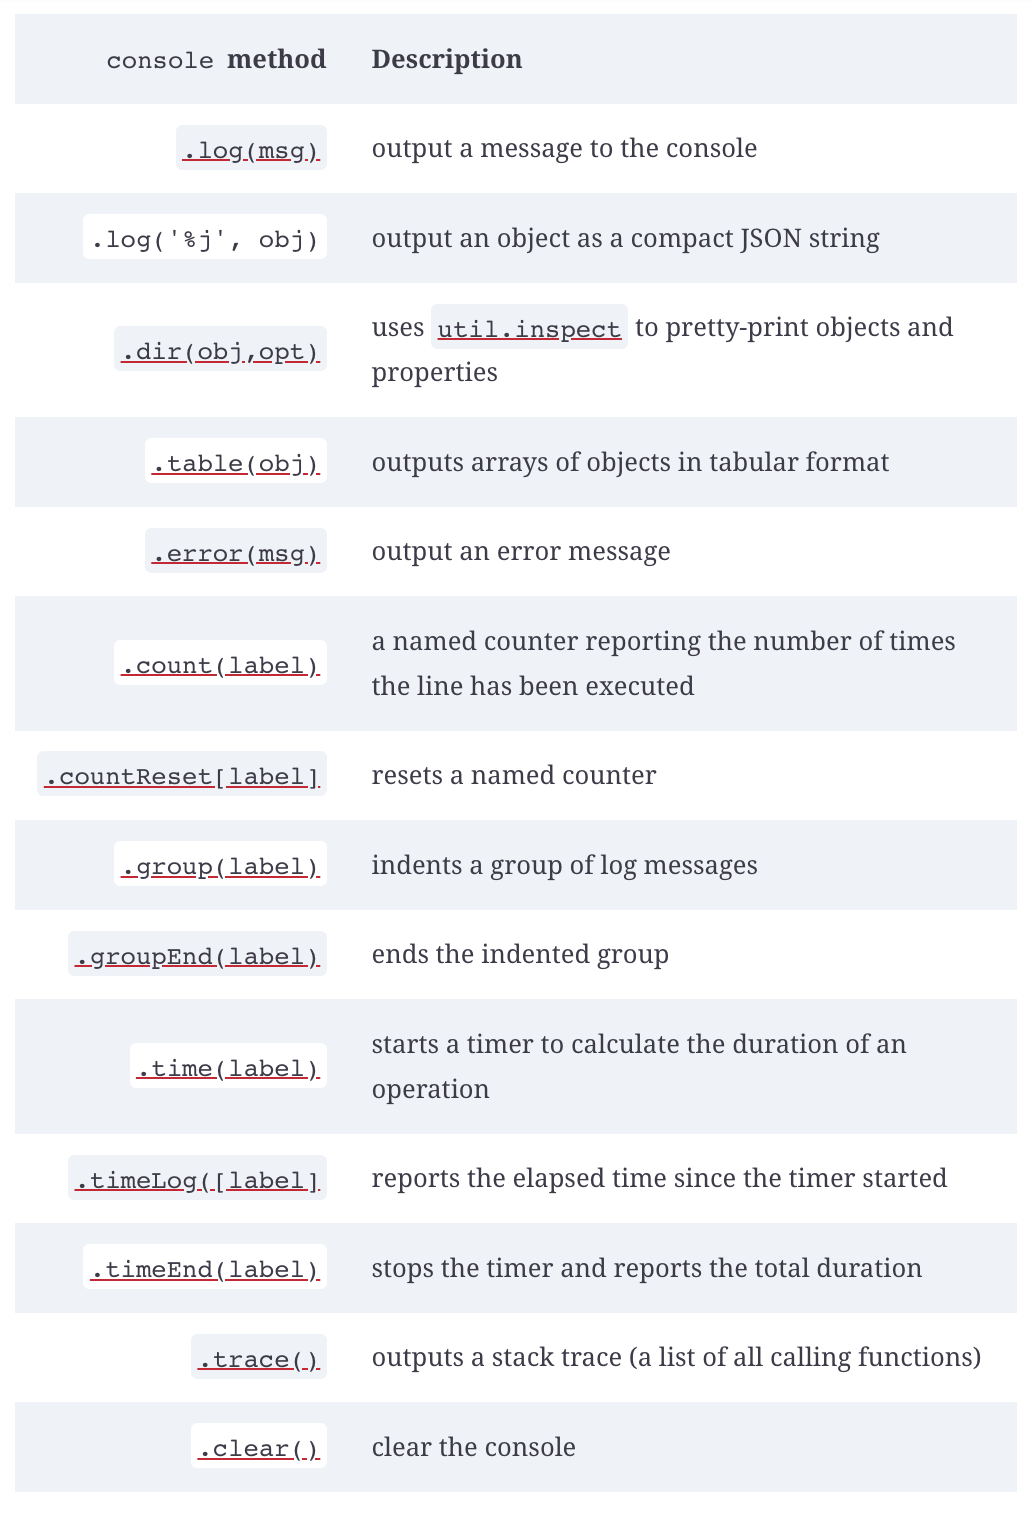 console method Description
.log(msg) output a message to the console
.log('%j', obj) output an object as a compact JSON string
.dir(obj,opt) uses util.inspect to pretty-print objects and
properties
.table(obj) outputs arrays of objects in tabular format
.error(msg) output an error message
.count(label) a named counter reporting the number of times
the line has been executed
.countReset[label] resets a named counter
.group(label) indents a group of log messages
.groupEnd(label) ends the indented group
.time(label) starts a timer to calculate the duration of an
operation
.timeLog([label] reports the elapsed time since the timer started
.timeEnd(label) stops the timer and reports the total duration
.trace() outputs a stack trace (a list of all calling functions)
.clear() clear the console